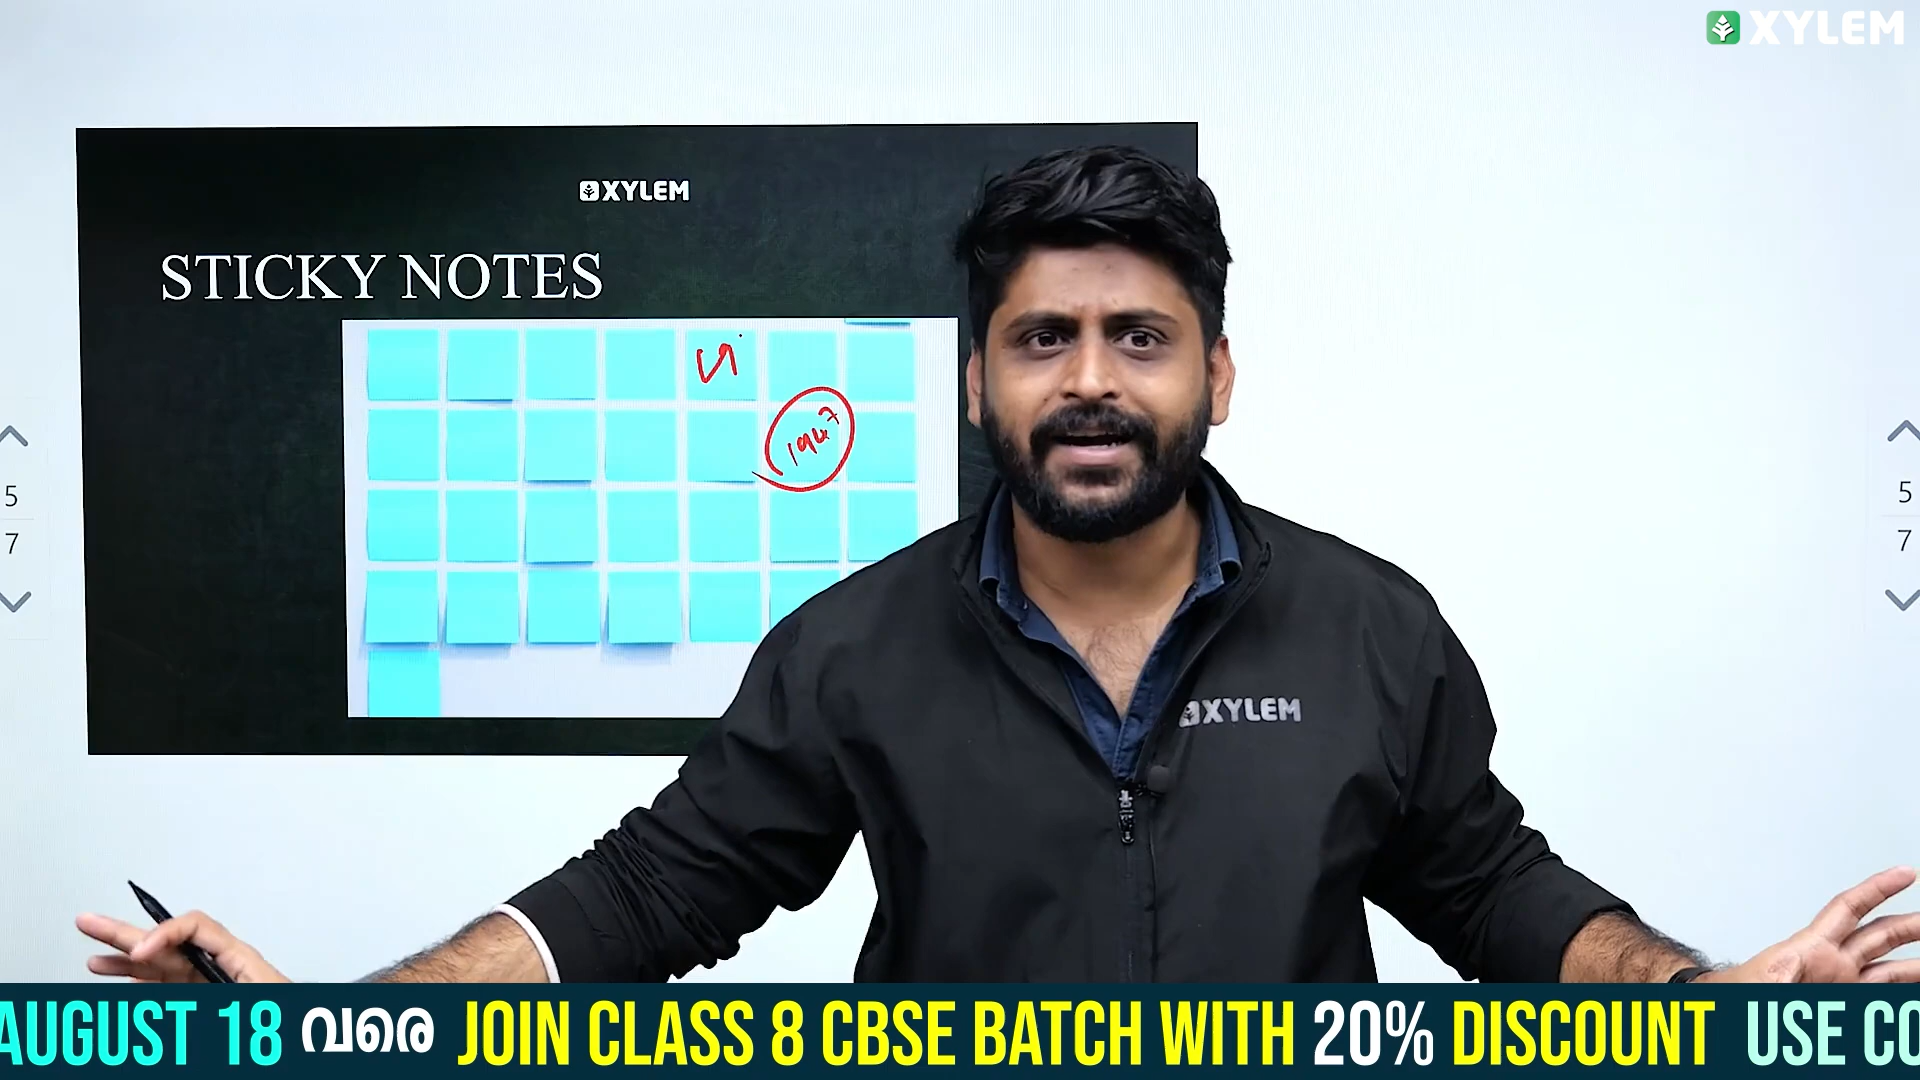 XYLEM
XYLEM
STICKY NOTES
1947
5
7
5
7
XYLEM
AUGUST 18 വരെ JOIN CLASS 8 CBSE BATCH WITH 20% DISCOUNT USE